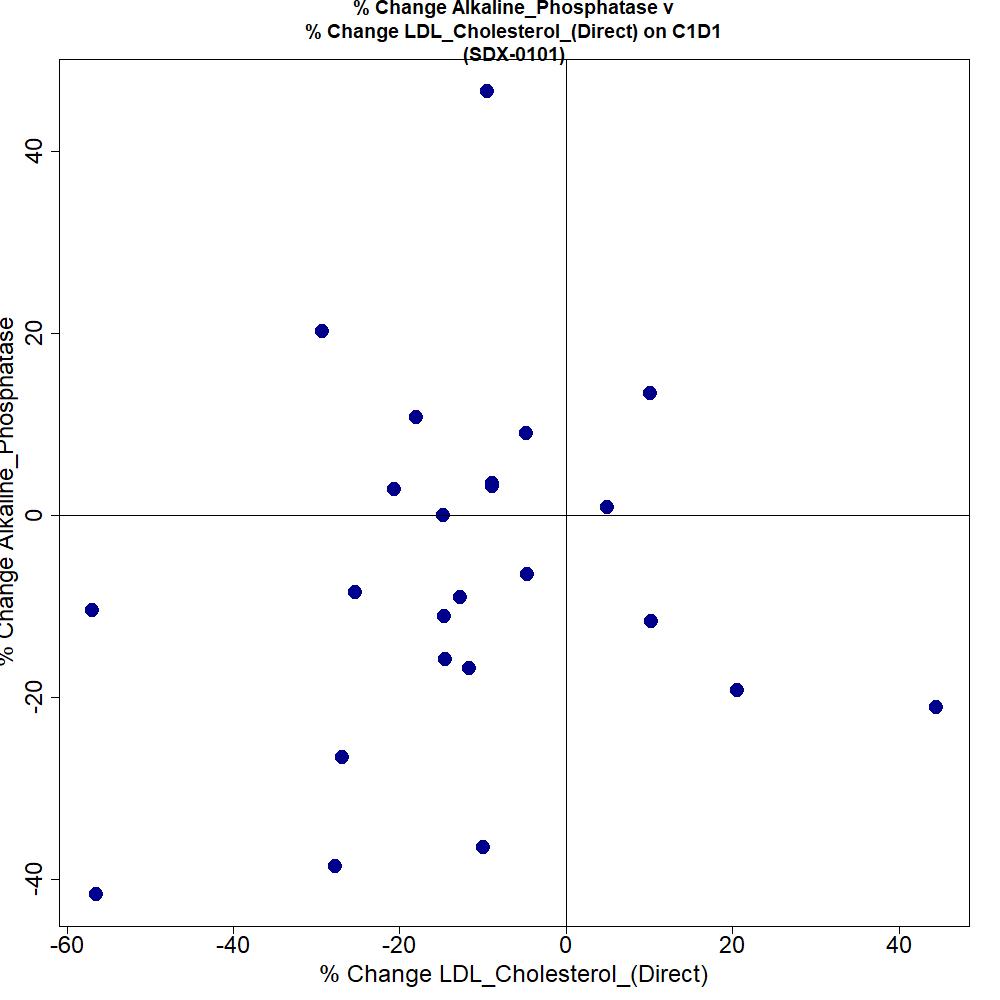 % Change Alkaline_Phosphatase v
% Change LDL_Cholesterol_(Direct) on C1D1
(SDX-0101)
% Change Alkaline_Phosphatase
40
20
0
-20
-40
-60
-40
-20
0
20
40
% Change LDL_Cholesterol_(Direct)